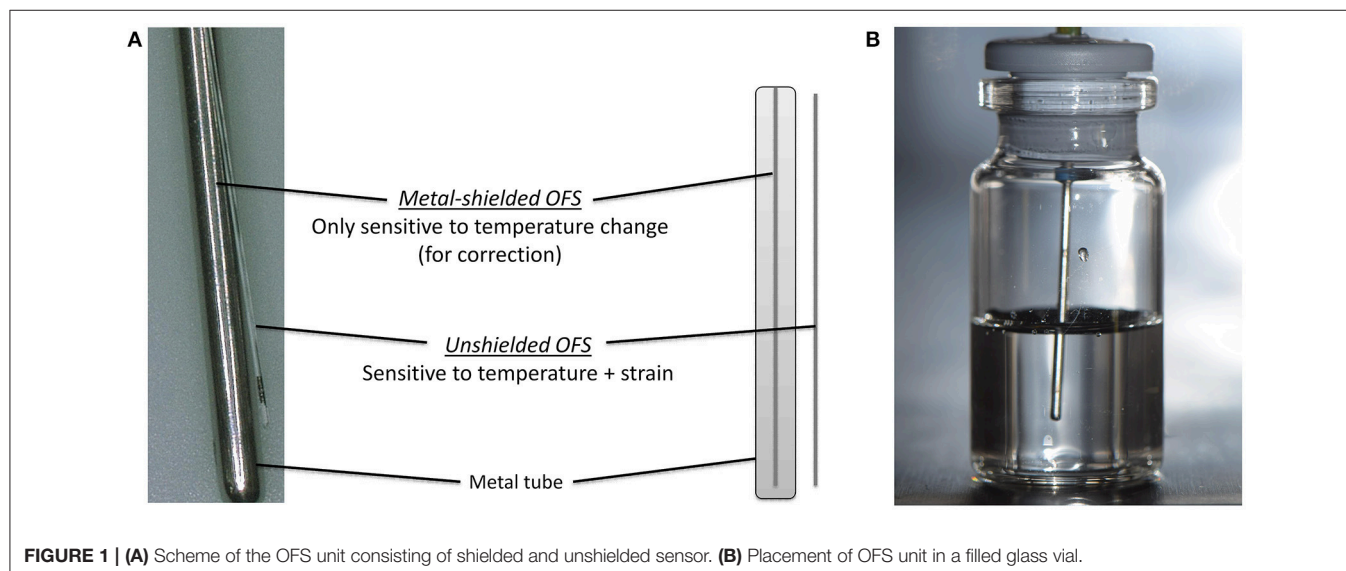 A
B
Metal-shielded OFS
Only sensitive to temperature change
(for correction)
Unshielded OFS
Sensitive to temperature + strain
Metal tube
FIGURE 1 | (A) Scheme of the OFS unit consisting of shielded and unshielded sensor. (B) Placement of OFS unit in a filled glass vial.